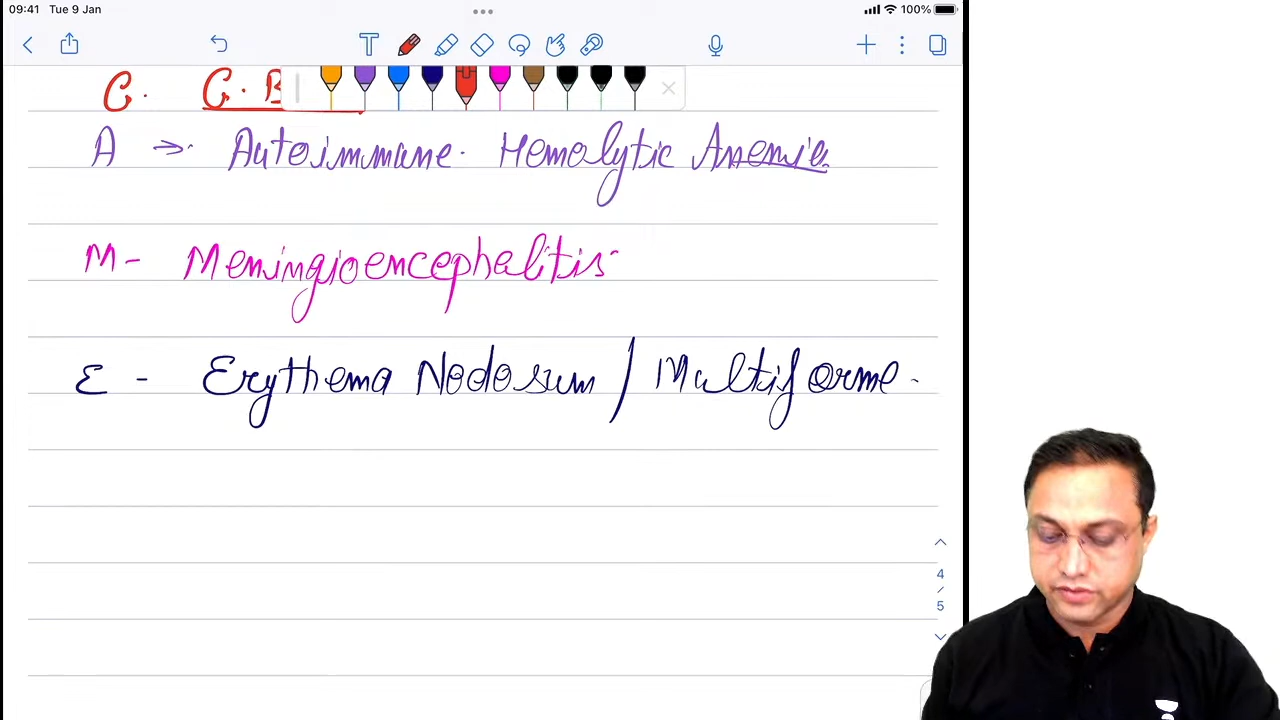 09:41 Tue 9 Jan
100%
T
G. G. B
A → Autoimmune. Hemolytic Anemia
M - Meningioencephalitis
E - Erythema Nodosum / Multiforme.
4 / 5